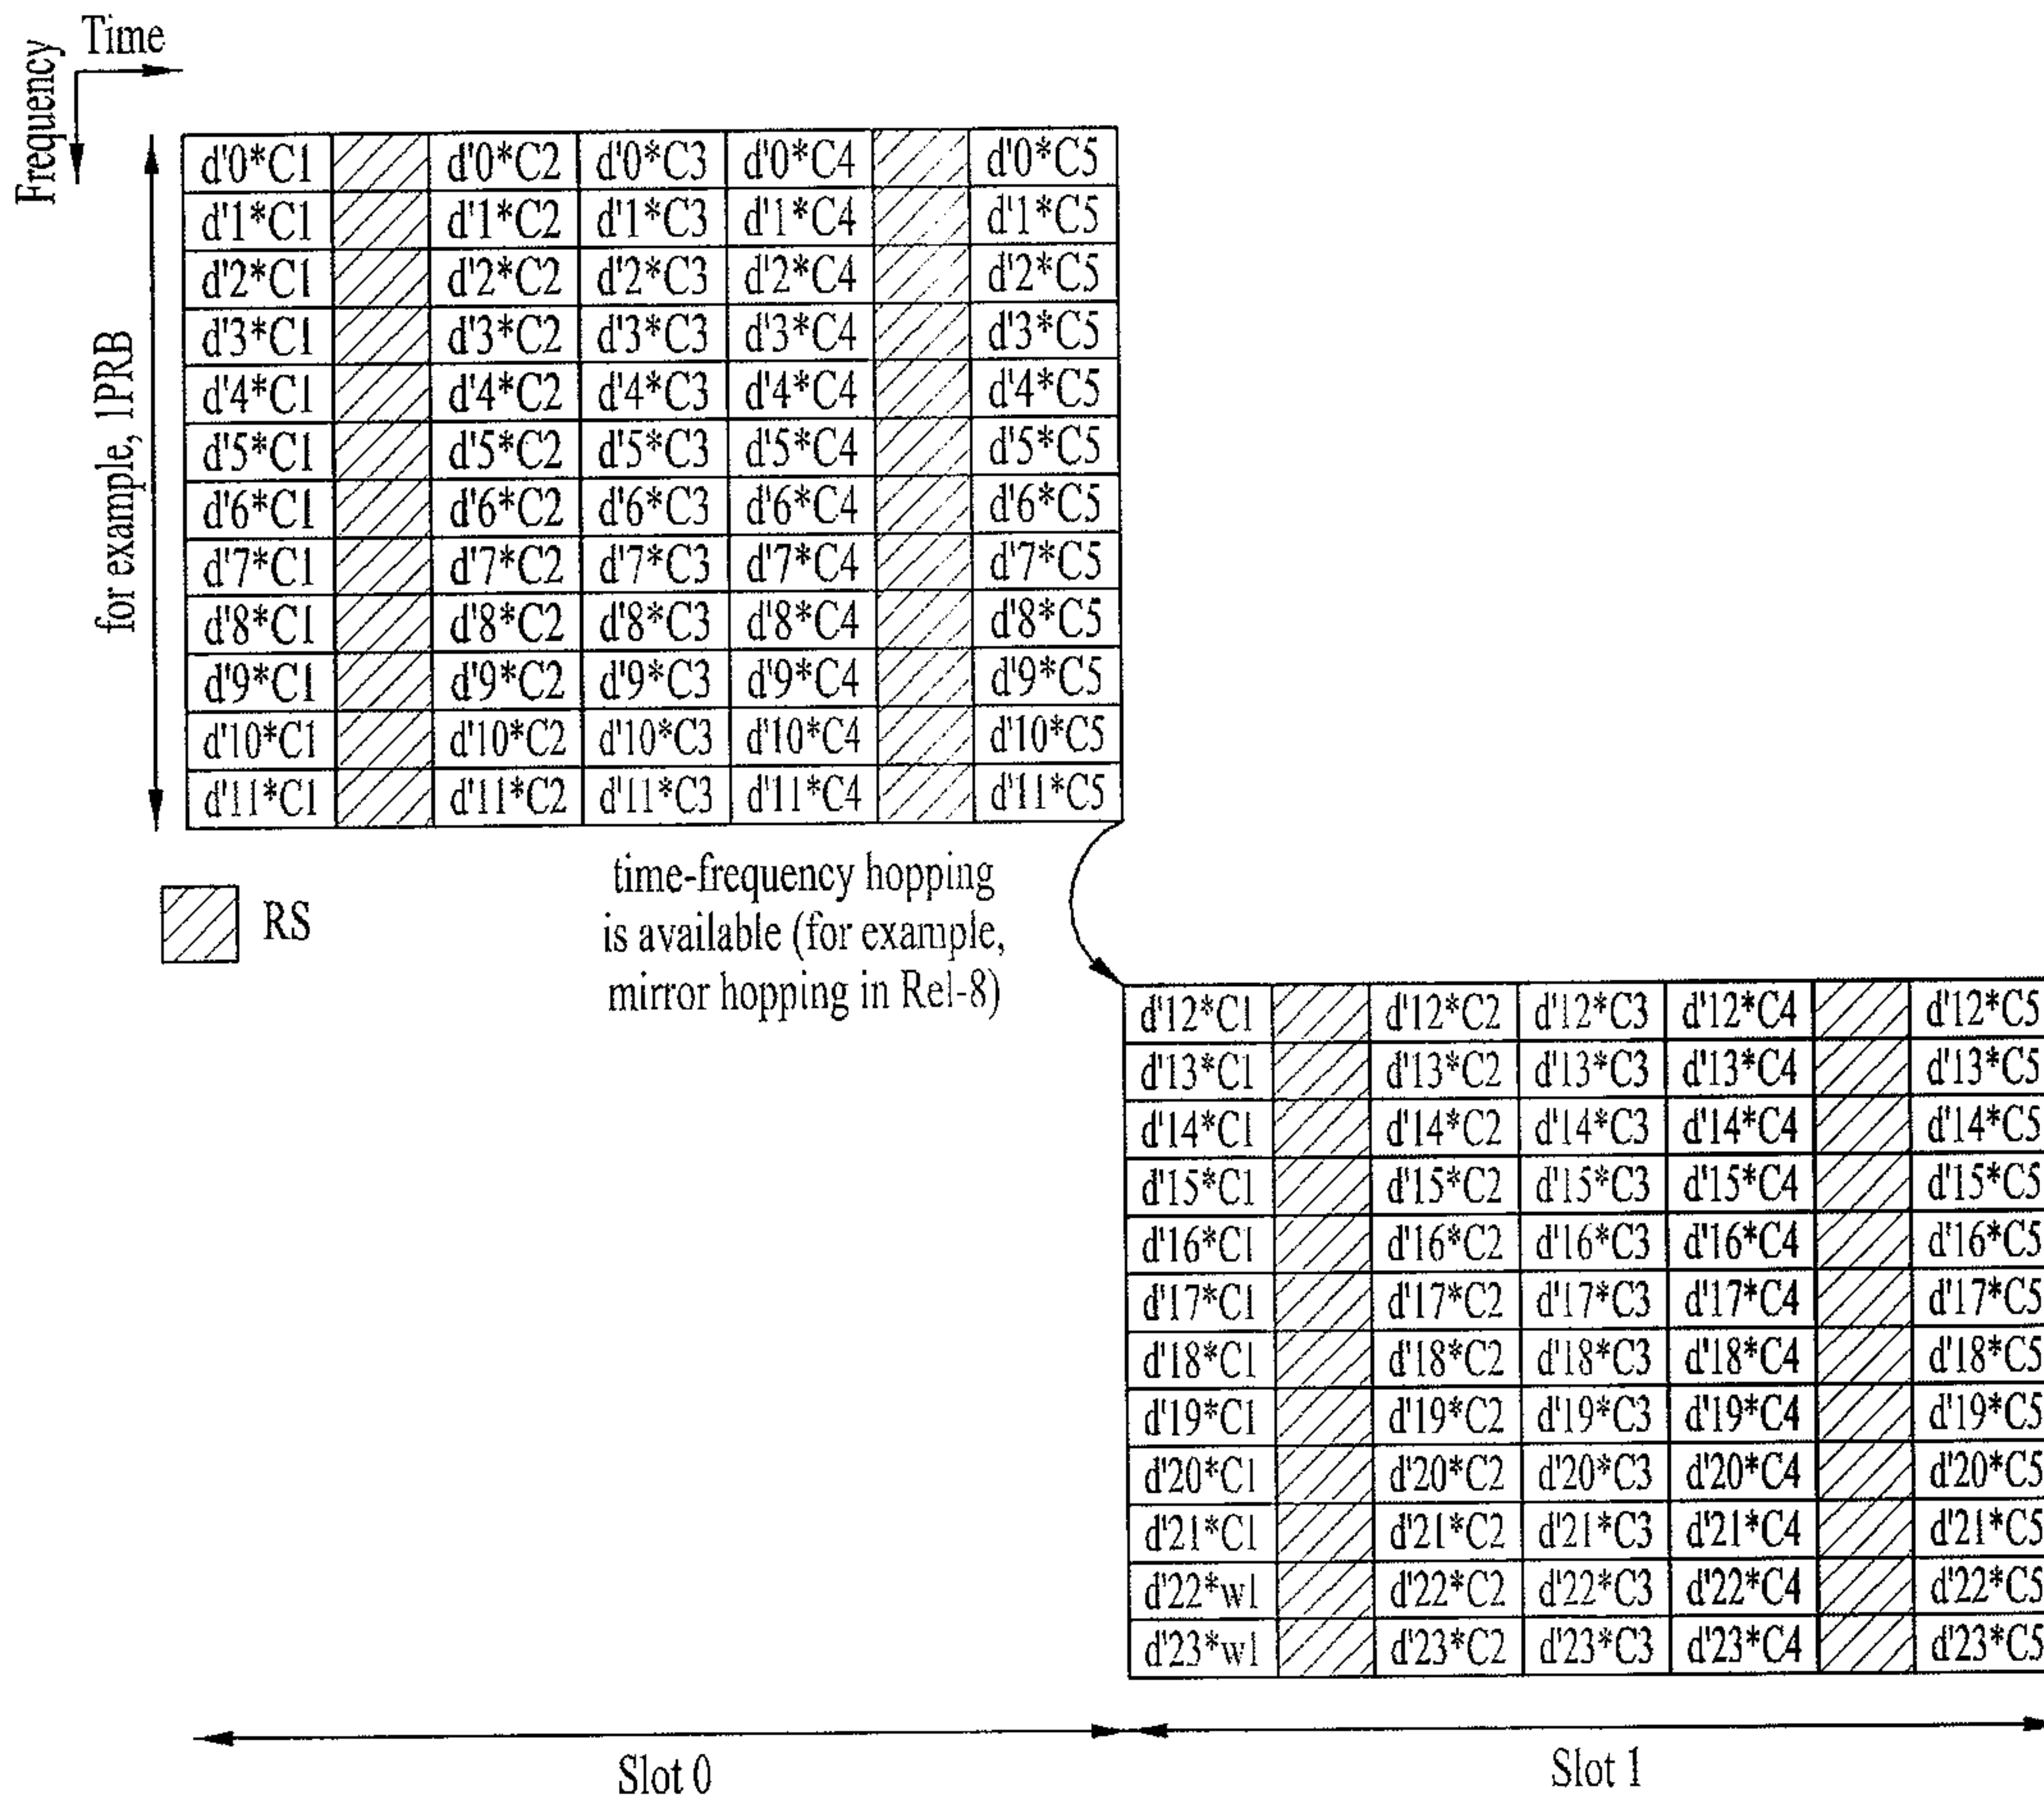 Time
Frequency
for example, 1PRB
d'0*C1 d'0*C2 d'0*C3 d'0*C4 d'0*C5
d'1*C1 d'1*C2 d'1*C3 d'1*C4 d'1*C5
d'2*C1 d'2*C2 d'2*C3 d'2*C4 d'2*C5
d'3*C1 d'3*C2 d'3*C3 d'3*C4 d'3*C5
d'4*C1 d'4*C2 d'4*C3 d'4*C4 d'4*C5
d'5*C1 d'5*C2 d'5*C3 d'5*C4 d'5*C5
d'6*C1 d'6*C2 d'6*C3 d'6*C4 d'6*C5
d'7*C1 d'7*C2 d'7*C3 d'7*C4 d'7*C5
d'8*C1 d'8*C2 d'8*C3 d'8*C4 d'8*C5
d'9*C1 d'9*C2 d'9*C3 d'9*C4 d'9*C5
d'10*C1 d'10*C2 d'10*C3 d'10*C4 d'10*C5
d'11*C1 d'11*C2 d'11*C3 d'11*C4 d'11*C5
RS
time-frequency hopping
is available (for example,
mirror hopping in Rel-8)
d'12*C1 d'12*C2 d'12*C3 d'12*C4 d'12*C5
d'13*C1 d'13*C2 d'13*C3 d'13*C4 d'13*C5
d'14*C1 d'14*C2 d'14*C3 d'14*C4 d'14*C5
d'15*C1 d'15*C2 d'15*C3 d'15*C4 d'15*C5
d'16*C1 d'16*C2 d'16*C3 d'16*C4 d'16*C5
d'17*C1 d'17*C2 d'17*C3 d'17*C4 d'17*C5
d'18*C1 d'18*C2 d'18*C3 d'18*C4 d'18*C5
d'19*C1 d'19*C2 d'19*C3 d'19*C4 d'19*C5
d'20*C1 d'20*C2 d'20*C3 d'20*C4 d'20*C5
d'21*C1 d'21*C2 d'21*C3 d'21*C4 d'21*C5
d'22*w1 d'22*C2 d'22*C3 d'22*C4 d'22*C5
d'23*w1 d'23*C2 d'23*C3 d'23*C4 d'23*C5
Slot 0
Slot 1